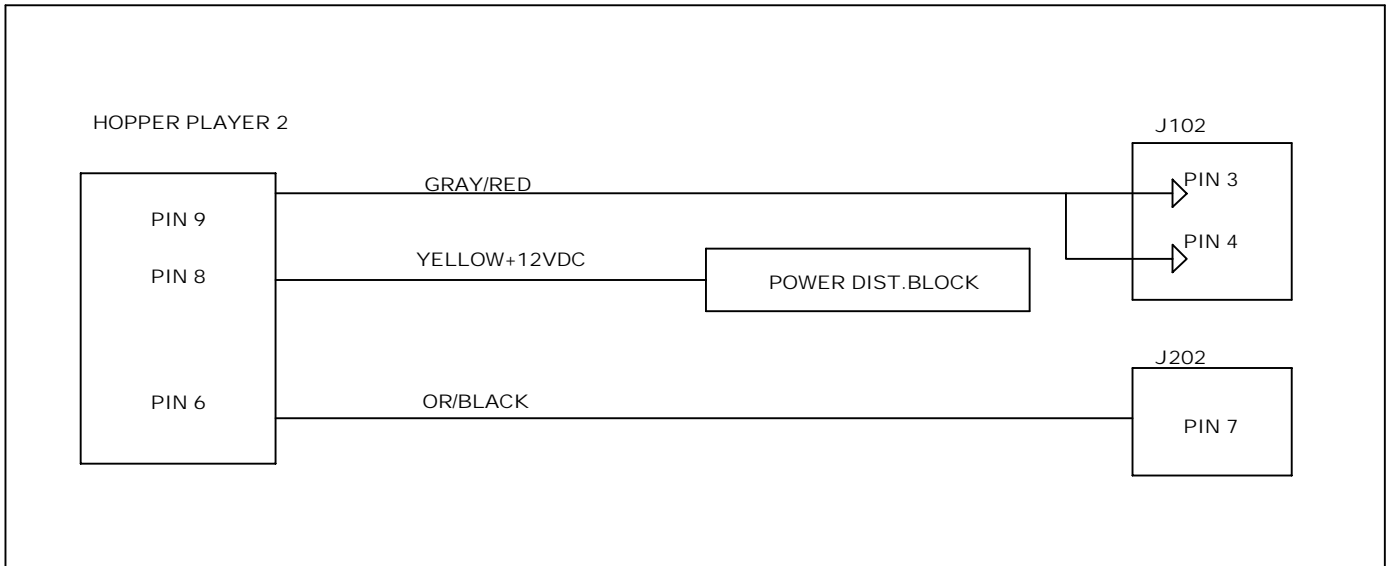 HOPPER PLAYER 2
J102
GRAY/RED
PIN 3
PIN 9
PIN 4
YELLOW+12VDC
PIN 8
POWER DIST.BLOCK
J202
PIN 6
OR/BLACK
PIN 7